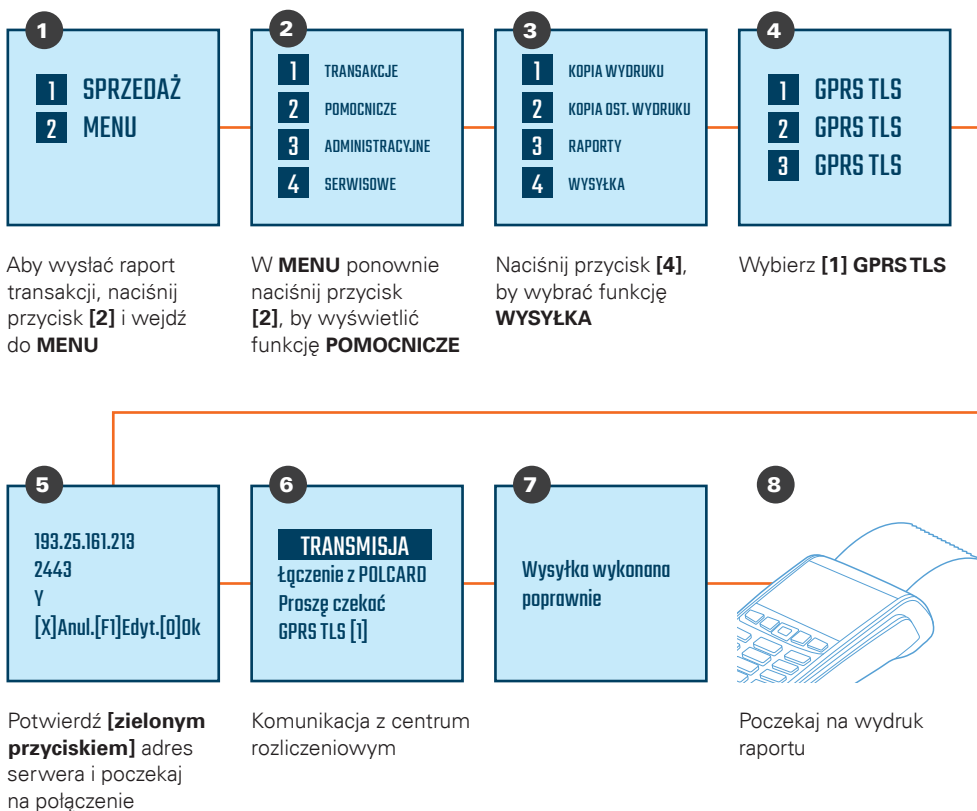 1
1 SPRZEDAŻ
2 MENU
Aby wysłać raport
transakcji, naciśnij
przycisk [2] i wejdź
do MENU
2
1 TRANSAKCJE
2 POMOCNICZE
3 ADMINISTRACYJNE
4 SERWISOWE
W MENU ponownie
naciśnij przycisk
[2], by wyświetlić
funkcję POMOCNICZE
3
1 KOPIA WYDRUKU
2 KOPIA OST. WYDRUKU
3 RAPORTY
4 WYSYŁKA
Naciśnij przycisk [4],
by wybrać funkcję
WYSYŁKA
4
1 GPRS TLS
2 GPRS TLS
3 GPRS TLS
Wybierz [1] GPRS TLS
5
193.25.161.213
2443
Y
[X]Anul.[F1]Edyt.[O]Ok
Potwierdź [zielonym
przyciskiem] adres
serwera i poczekaj
na połączenie
6
TRANSMISJA
Łączenie z POLCARD
Proszę czekać
GPRS TLS [1]
Komunikacja z centrum
rozliczeniowym
7
Wysyłka wykonana
poprawnie
8
Poczekaj na wydruk
raportu